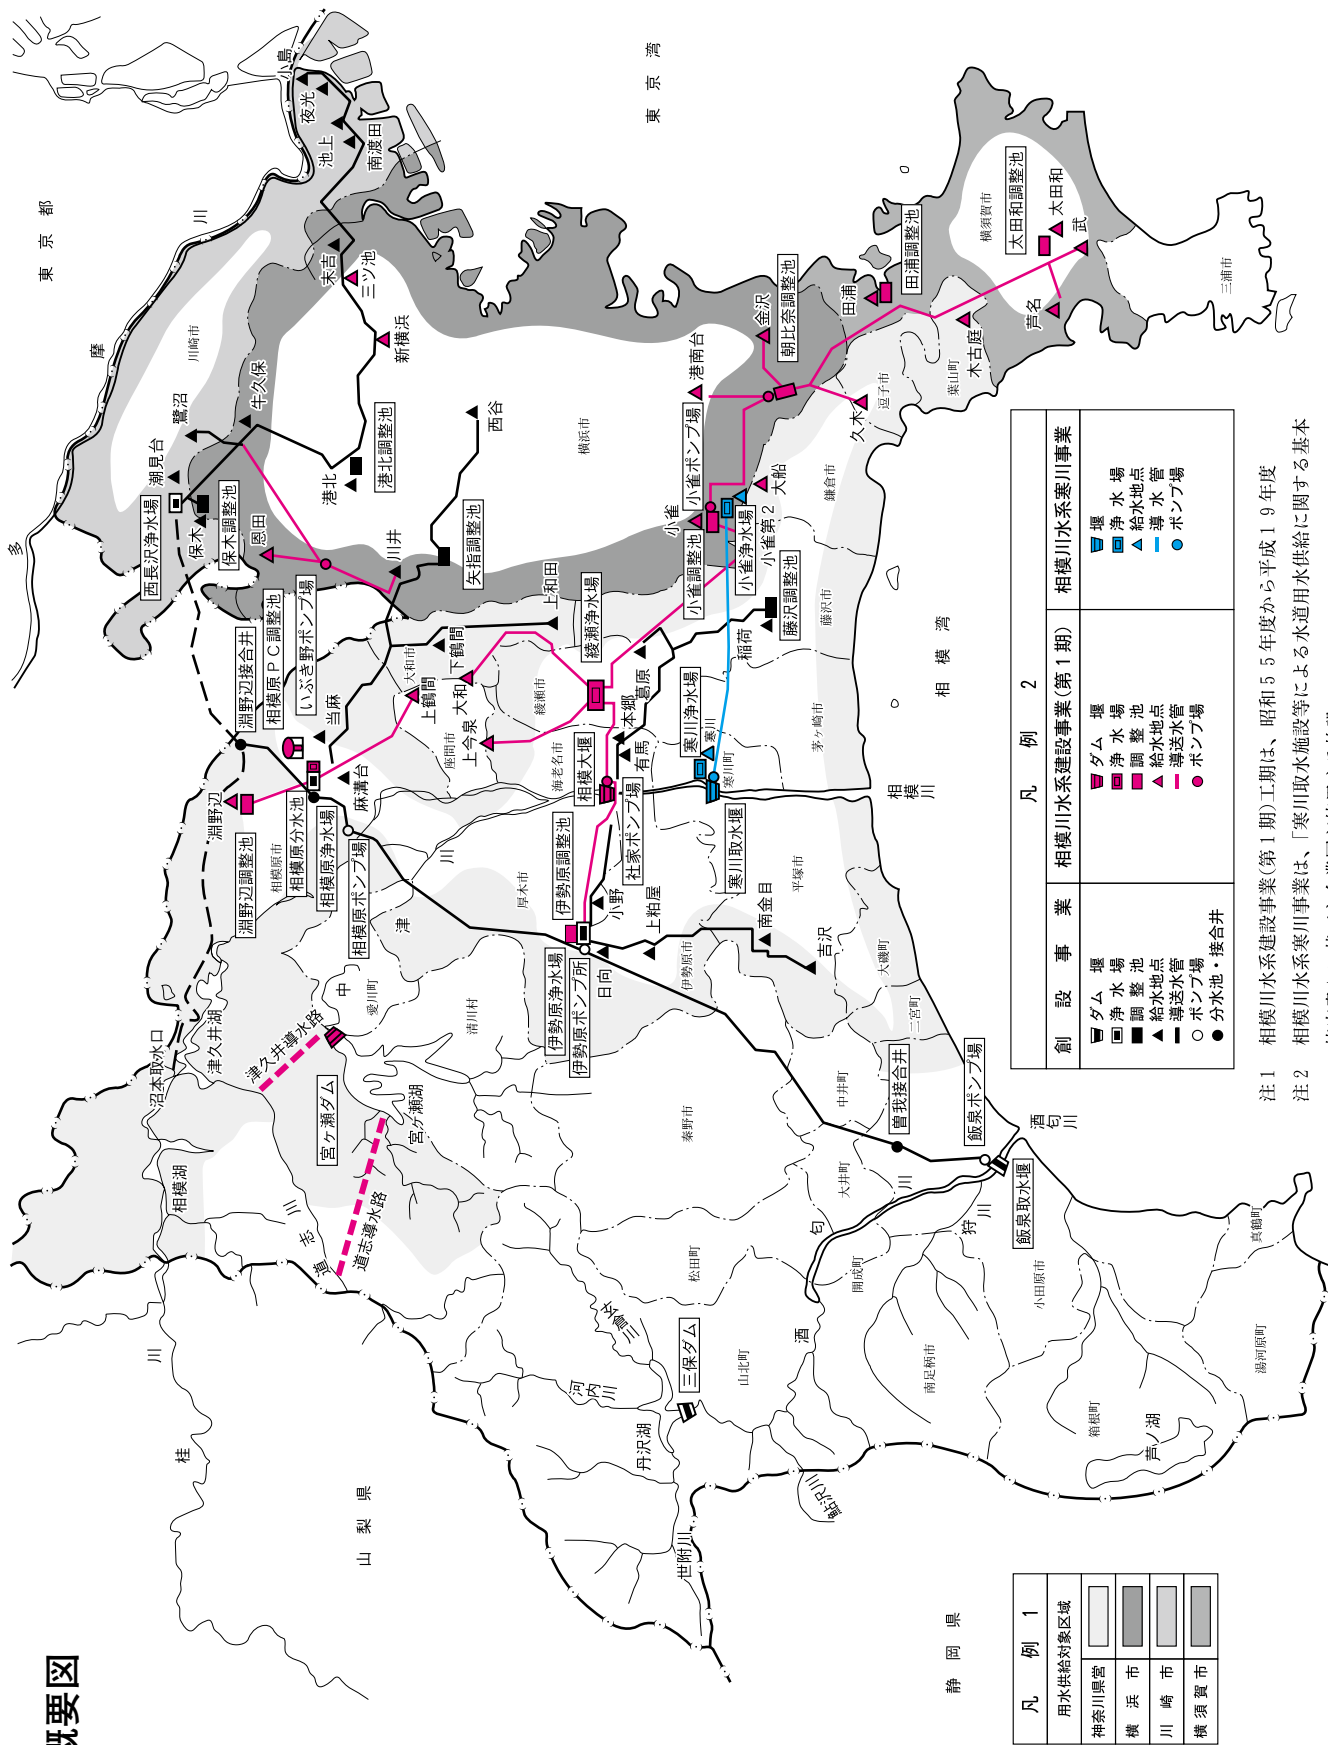 概要図
東京都
東京湾
多
摩
川
小島
夜光
池上
南渡田
末吉
三ツ池
新横浜
川崎市
牛久保
鷺沼
潮見台
西長沢浄水場
保木
保木調整池
恩田
港北
港北調整池
西谷
横浜市
川井
矢指調整池
いぶき野ポンプ場
相模原ＰＣ調整池
淵野辺接合井
上和田
下鶴間
大和市
上鶴間
大和
上今泉
座間市
綾瀬市
綾瀬浄水場
当麻
麻溝台
淵野辺
淵野辺調整池
相模原市
相模原分水池
相模原浄水場
相模原ポンプ場
海老名市
相模大堰
社家ポンプ場
本郷
有馬
葛原
稲荷
藤沢調整池
藤沢市
寒川浄水場
寒川
寒川町
寒川取水堰
茅ヶ崎市
相模川
相模湾
小雀
小雀調整池
小雀ポンプ場
小雀浄水場
小雀第2
大船
鎌倉市
港南台
金沢
朝比奈調整池
久木
逗子市
葉山町
木古庭
田浦
田浦調整池
横須賀市
太田和調整池
太田和
武
芦名
三浦市
沼本取水口
津久井湖
津久井導水路
相模湖
道
志
川
道志導水路
宮ヶ瀬ダム
宮ヶ瀬湖
中
津
川
愛川町
清川村
厚木市
伊勢原調整池
伊勢原浄水場
伊勢原ポンプ所
日向
小野
上粕屋
伊勢原市
南金目
吉沢
平塚市
大磯町
二宮町
秦野市
中井町
大井町
曽我接合井
飯泉ポンプ場
飯泉取水堰
酒匂川
狩
川
酒
匂
川
松田町
開成町
小田原市
真鶴町
湯河原町
箱根町
芦ノ湖
南足柄市
山北町
三保ダム
丹沢湖
玄倉川
河内川
世附川
鮎沢川
桂
川
山梨県
静岡県
凡例 1
用水供給対象区域
神奈川県営
横浜市
川崎市
横須賀市
凡例 2
創設事業
ダム 堰
浄水場
調整池
給水地点
導送水管
ポンプ場
分水池・接合井
相模川水系建設事業(第1期)
ダム 堰
浄水場
調整池
給水地点
導送水管
ポンプ場
相模川水系寒川事業
堰
浄水場
給水地点
導水管
ポンプ場
注1 相模川水系建設事業(第1期)工期は、昭和55年度から平成19年度
注2 相模川水系寒川事業は、「寒川取水施設等による水道用水供給に関する基本